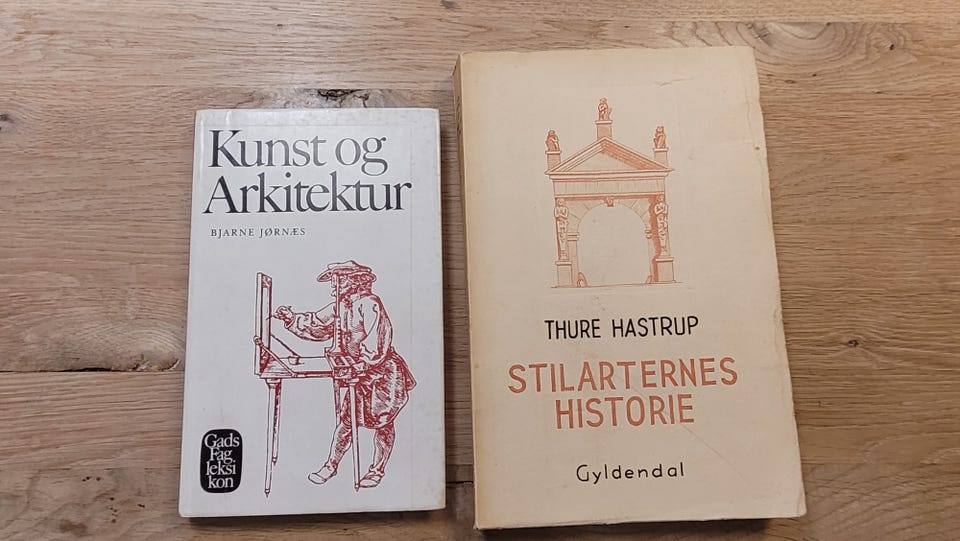 Kunst og
Arkitektur
BJARNE JØRNÆS
Gads
Fag.
leksi
kon
THURE HASTRUP
STILARTERNES
HISTORIE
Gyldendal